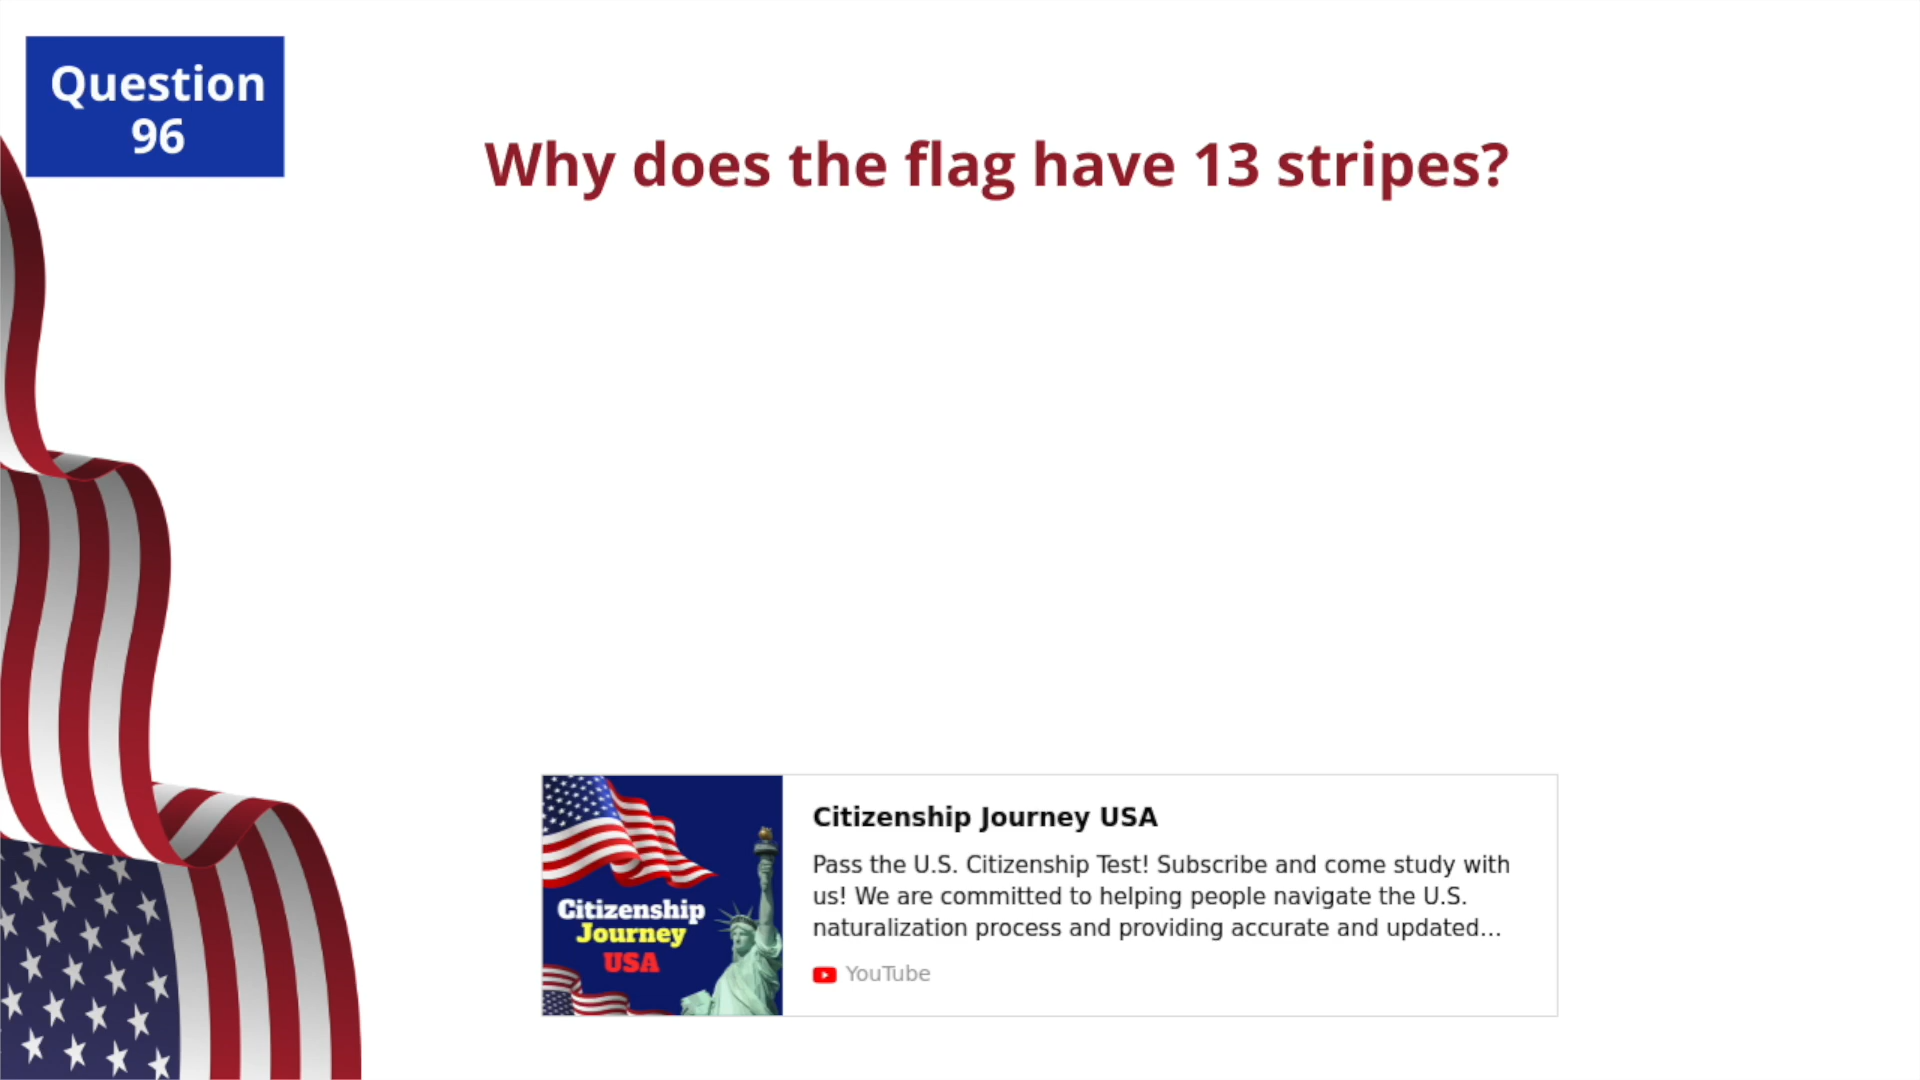 Question
96
Why does the flag have 13 stripes?
Citizenship
Journey
USA
Citizenship Journey USA
Pass the U.S. Citizenship Test! Subscribe and come study with
us! We are committed to helping people navigate the U.S.
naturalization process and providing accurate and updated...
YouTube